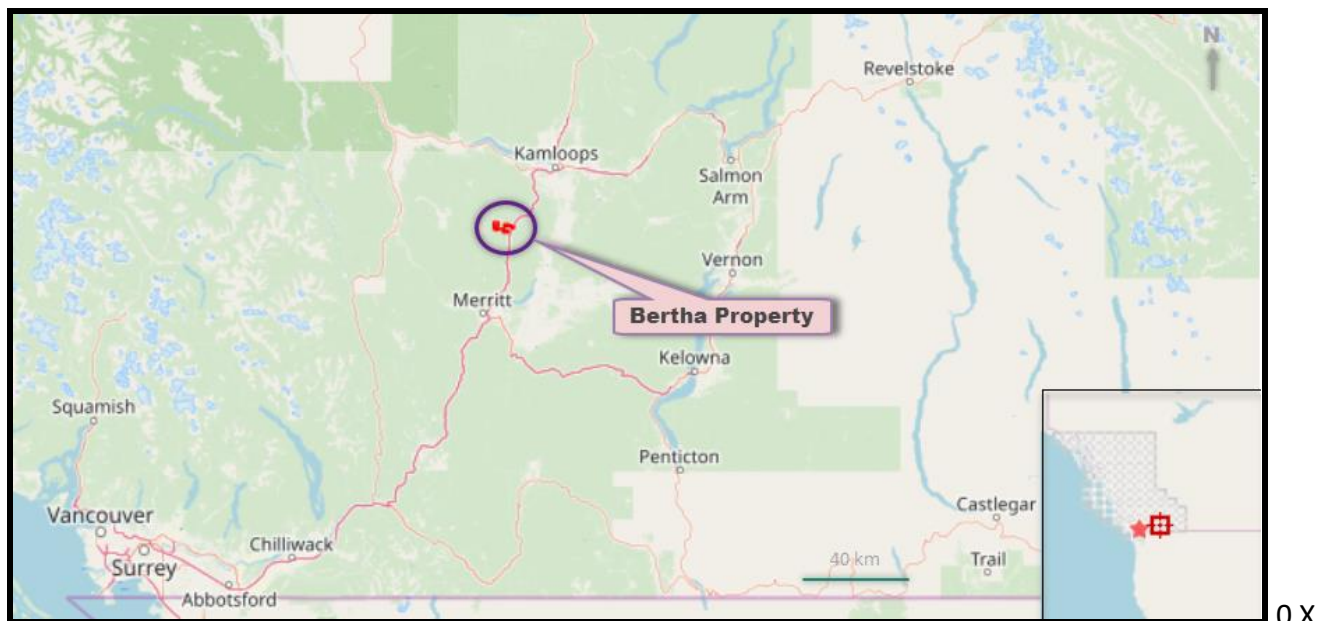 N
Revelstoke
Kamloops
Salmon
Arm
Vernon
Merritt
Bertha Property
Kelowna
Squamish
Penticton
Castlegar
Vancouver
Chilliwack
40 km
Trail
Surrey
Abbotsford
0 X